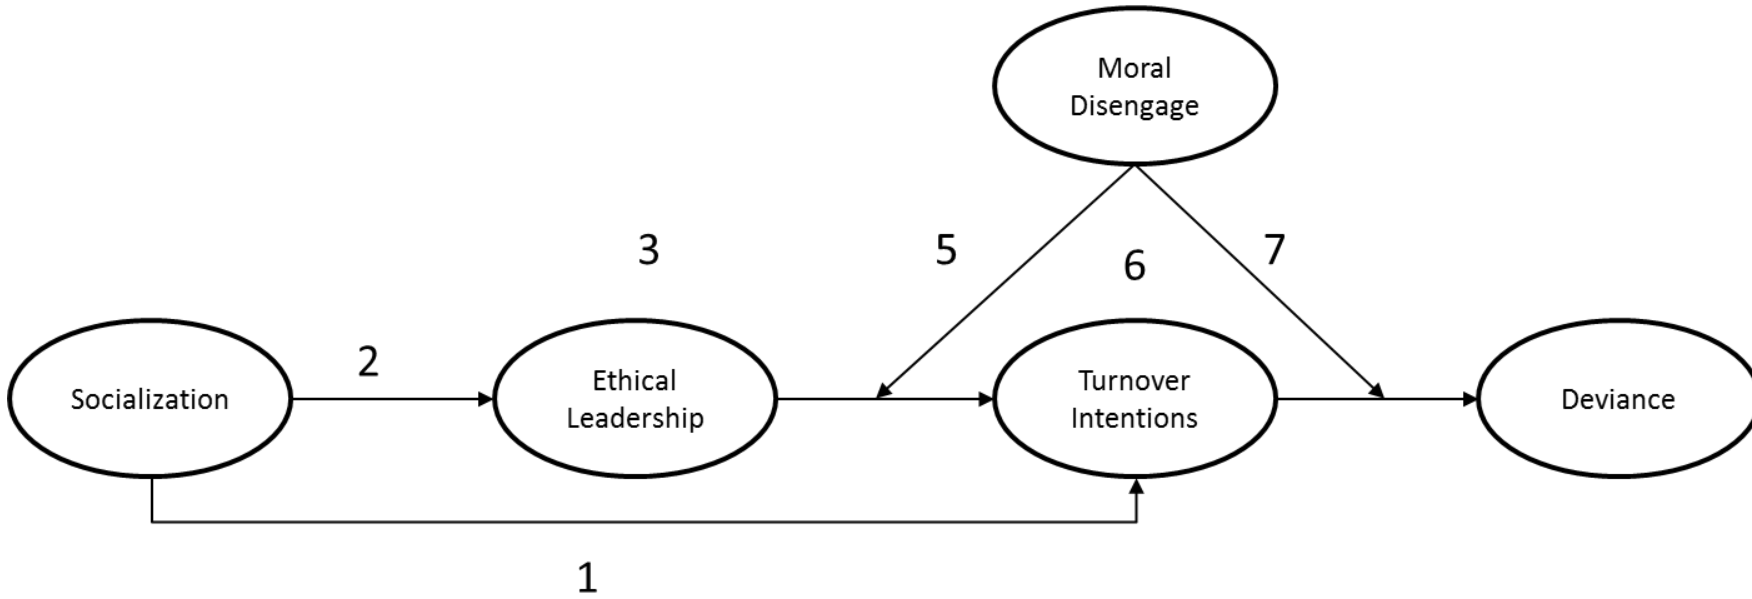 Moral
Disengage
3
5
6
7
2
Socialization
Ethical
Leadership
Turnover
Intentions
Deviance
1